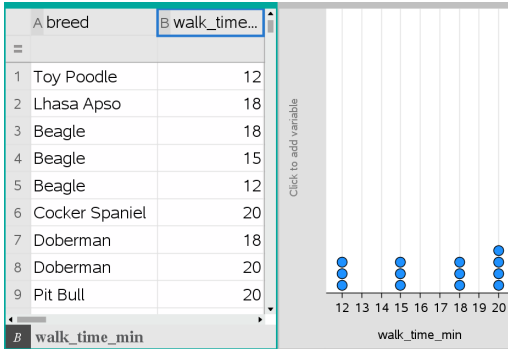 A breed B walk_time...
=
1 Toy Poodle 12
2 Lhasa Apso 18
3 Beagle 18
4 Beagle 15
5 Beagle 12
6 Cocker Spaniel 20
7 Doberman 18
8 Doberman 20
9 Pit Bull 20
B walk_time_min
Click to add variable
12 13 14 15 16 17 18 19 20
walk_time_min